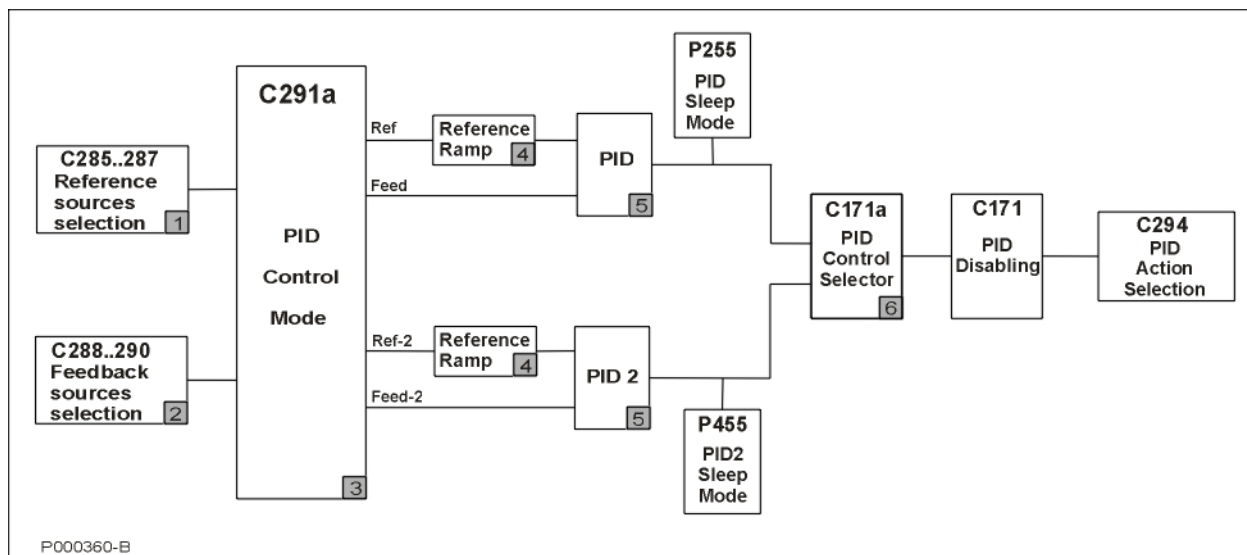 C285..287
Reference
sources
selection
1
C288..290
Feedback
sources
selection
2
C291a
PID
Control
Mode
3
Ref
Feed
Reference
Ramp
4
PID
5
Ref-2
Feed-2
Reference
Ramp
4
PID 2
5
P255
PID
Sleep
Mode
P455
PID2
Sleep
Mode
C171a
PID
Control
Selector
6
C171
PID
Disabling
C294
PID
Action
Selection
P000360-B